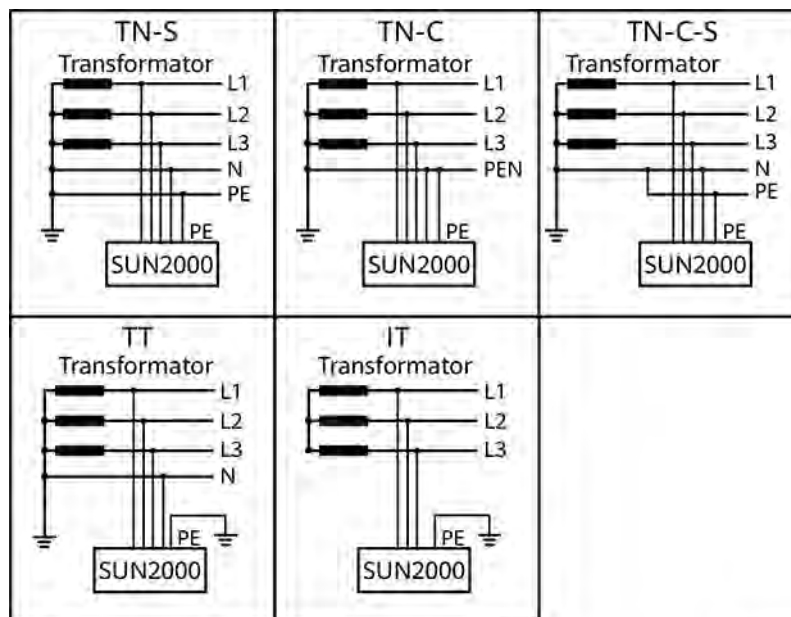 TN-S
Transformator
L1
L2
L3
N
PE
PE
SUN2000
TN-C
Transformator
L1
L2
L3
PEN
PE
SUN2000
TN-C-S
Transformator
L1
L2
L3
N
PE
PE
SUN2000
TT
Transformator
L1
L2
L3
N
PE
SUN2000
IT
Transformator
L1
L2
L3
PE
SUN2000